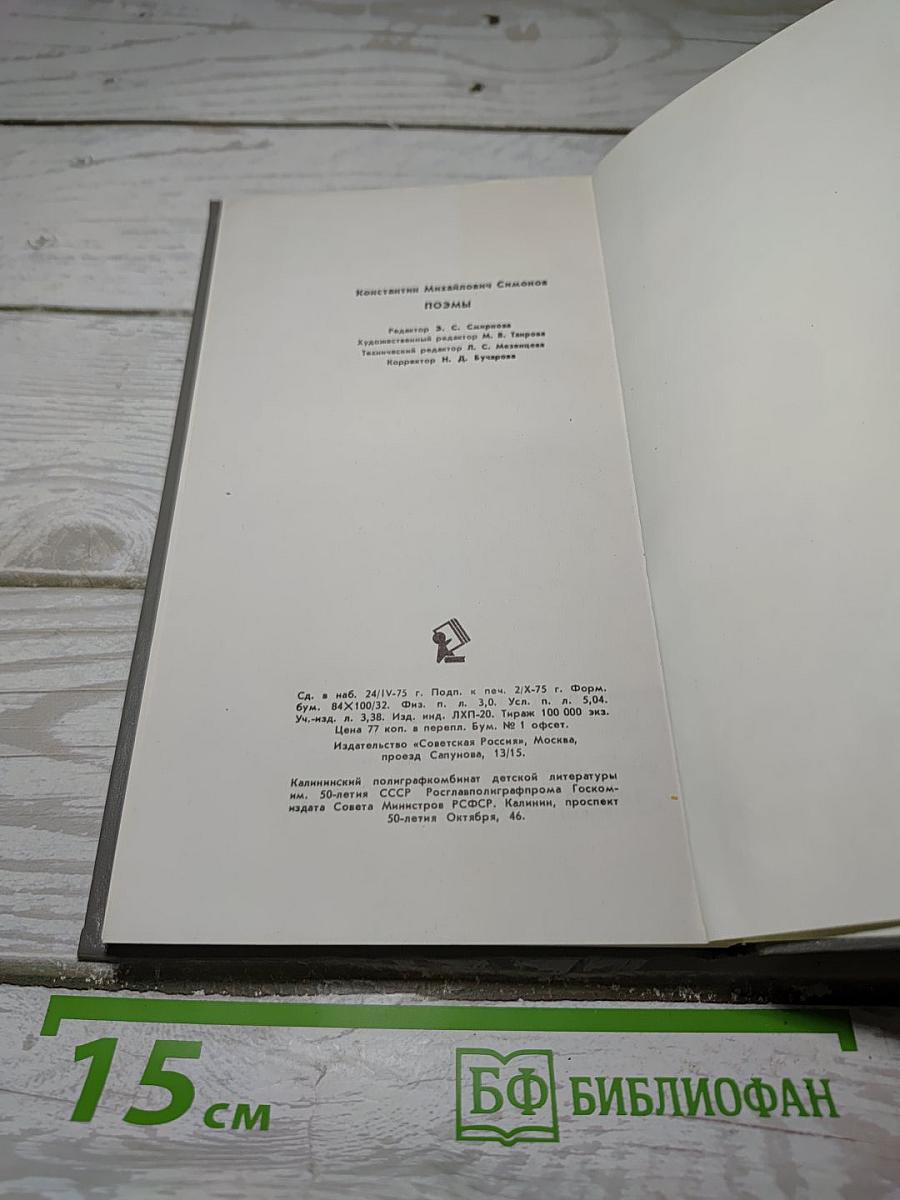 Константин Михайлович Симонов
ПОЭМЫ
Редактор Э. С. Смирнова
Художественный редактор М. В. Таирова
Технический редактор Л. С. Мезенцева
Корректор Н. Д. Бучарова
Сд. в наб. 24/IV-75 г. Подп. к печ. 2/X-75 г. Форм.
бум. 84×100/32. Физ. п. л. 3,0. Усл. п. л. 5,04.
Уч.-изд. л. 3,38. Изд. инд. ЛХП-20. Тираж 100 000 экз.
Цена 77 коп. в перепл. Бум. № 1 офсет.
Издательство «Советская Россия», Москва,
проезд Сапунова, 13/15.
Калининский полиграфкомбинат детской литературы
им. 50-летия СССР Росглавполиграфпрома Госком-
издата Совета Министров РСФСР. Калинин, проспект
50-летия Октября, 46.
15 см
БФ БИБЛИОФАН